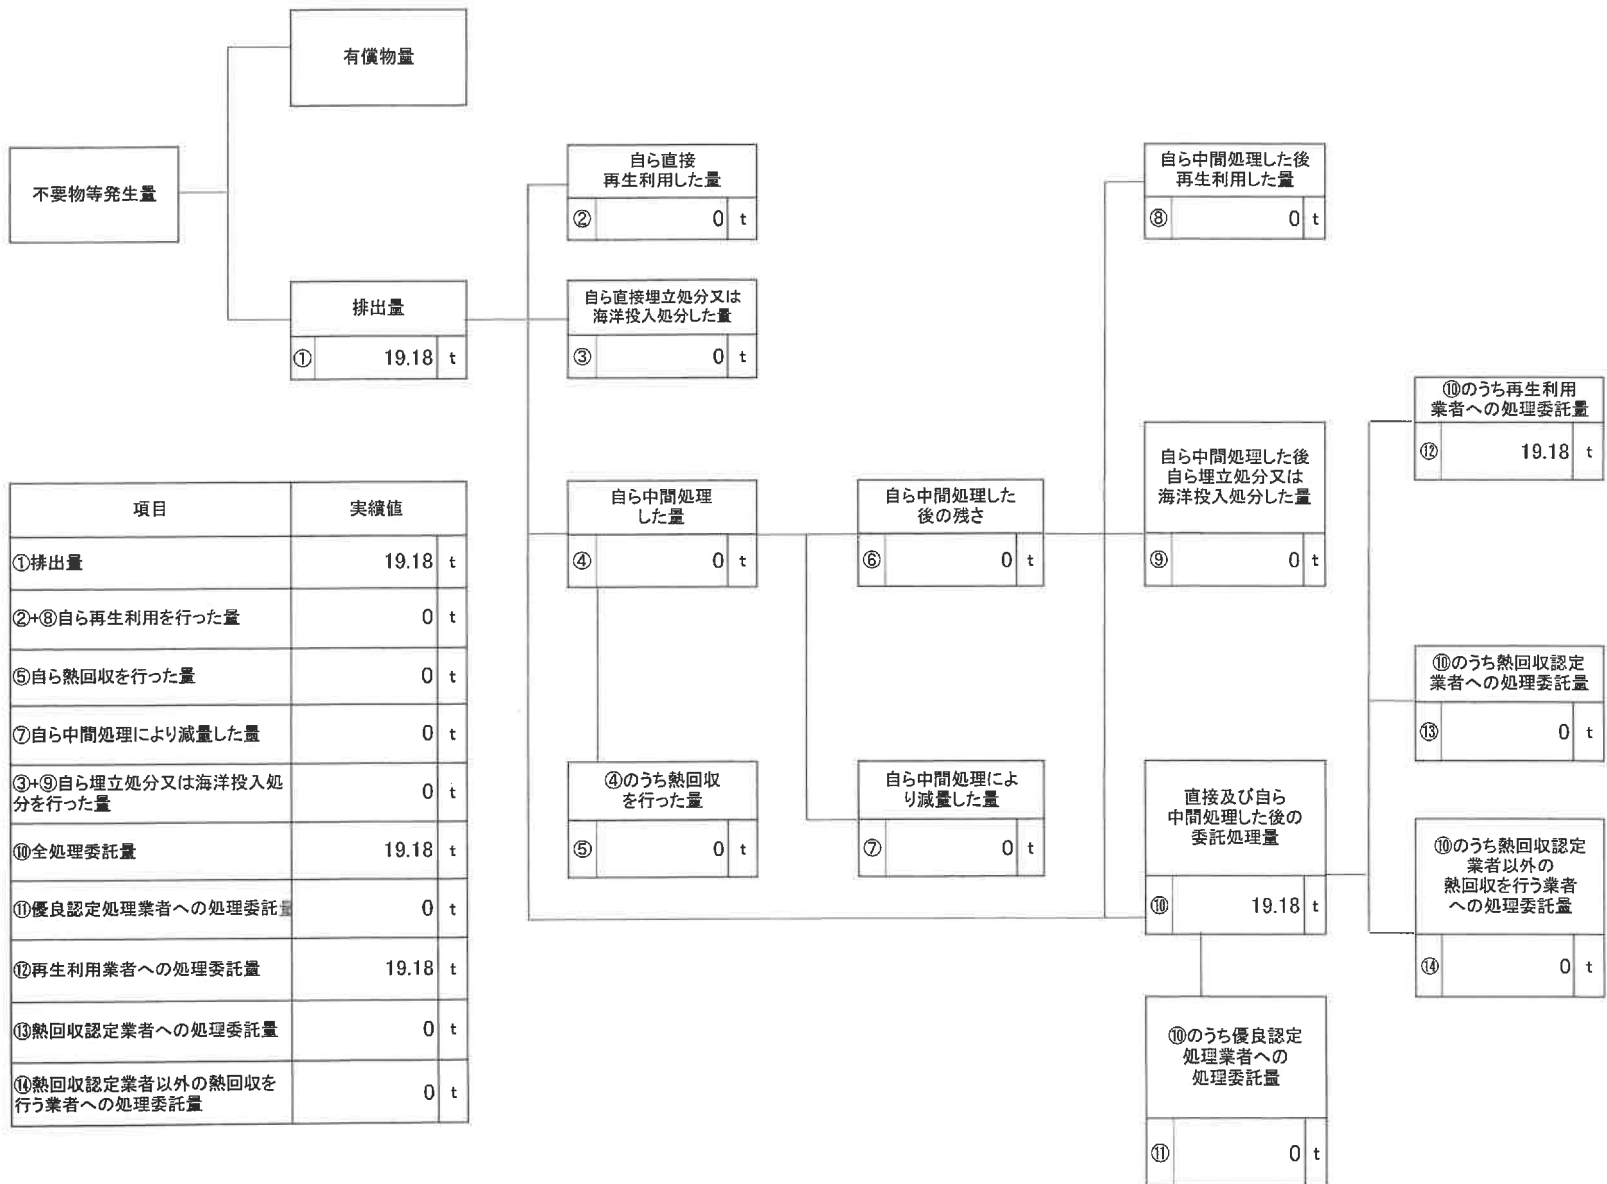 有償物量
不要物等発生量
排出量
① 19.18 t
自ら直接
再生利用した量
② 0 t
自ら直接埋立処分又は
海洋投入処分した量
③ 0 t
自ら中間処理
した量
④ 0 t
④のうち熱回収
を行った量
⑤ 0 t
自ら中間処理した
後の残さ
⑥ 0 t
自ら中間処理によ
り減量した量
⑦ 0 t
自ら中間処理した後
再生利用した量
⑧ 0 t
自ら中間処理した後
自ら埋立処分又は
海洋投入処分した量
⑨ 0 t
直接及び自ら
中間処理した後の
委託処理量
⑩ 19.18 t
⑩のうち優良認定
処理業者への
処理委託量
⑪ 0 t
⑩のうち再生利用
業者への処理委託量
⑫ 19.18 t
⑩のうち熱回収認定
業者への処理委託量
⑬ 0 t
⑩のうち熱回収認定
業者以外の
熱回収を行う業者
への処理委託量
⑭ 0 t
項目 実績値
①排出量 19.18 t
②+⑧自ら再生利用を行った量 0 t
⑤自ら熱回収を行った量 0 t
⑦自ら中間処理により減量した量 0 t
③+⑨自ら埋立処分又は海洋投入処
分を行った量 0 t
⑩全処理委託量 19.18 t
⑪優良認定処理業者への処理委託量 0 t
⑫再生利用業者への処理委託量 19.18 t
⑬熱回収認定業者への処理委託量 0 t
⑭熱回収認定業者以外の熱回収を
行う業者への処理委託量 0 t